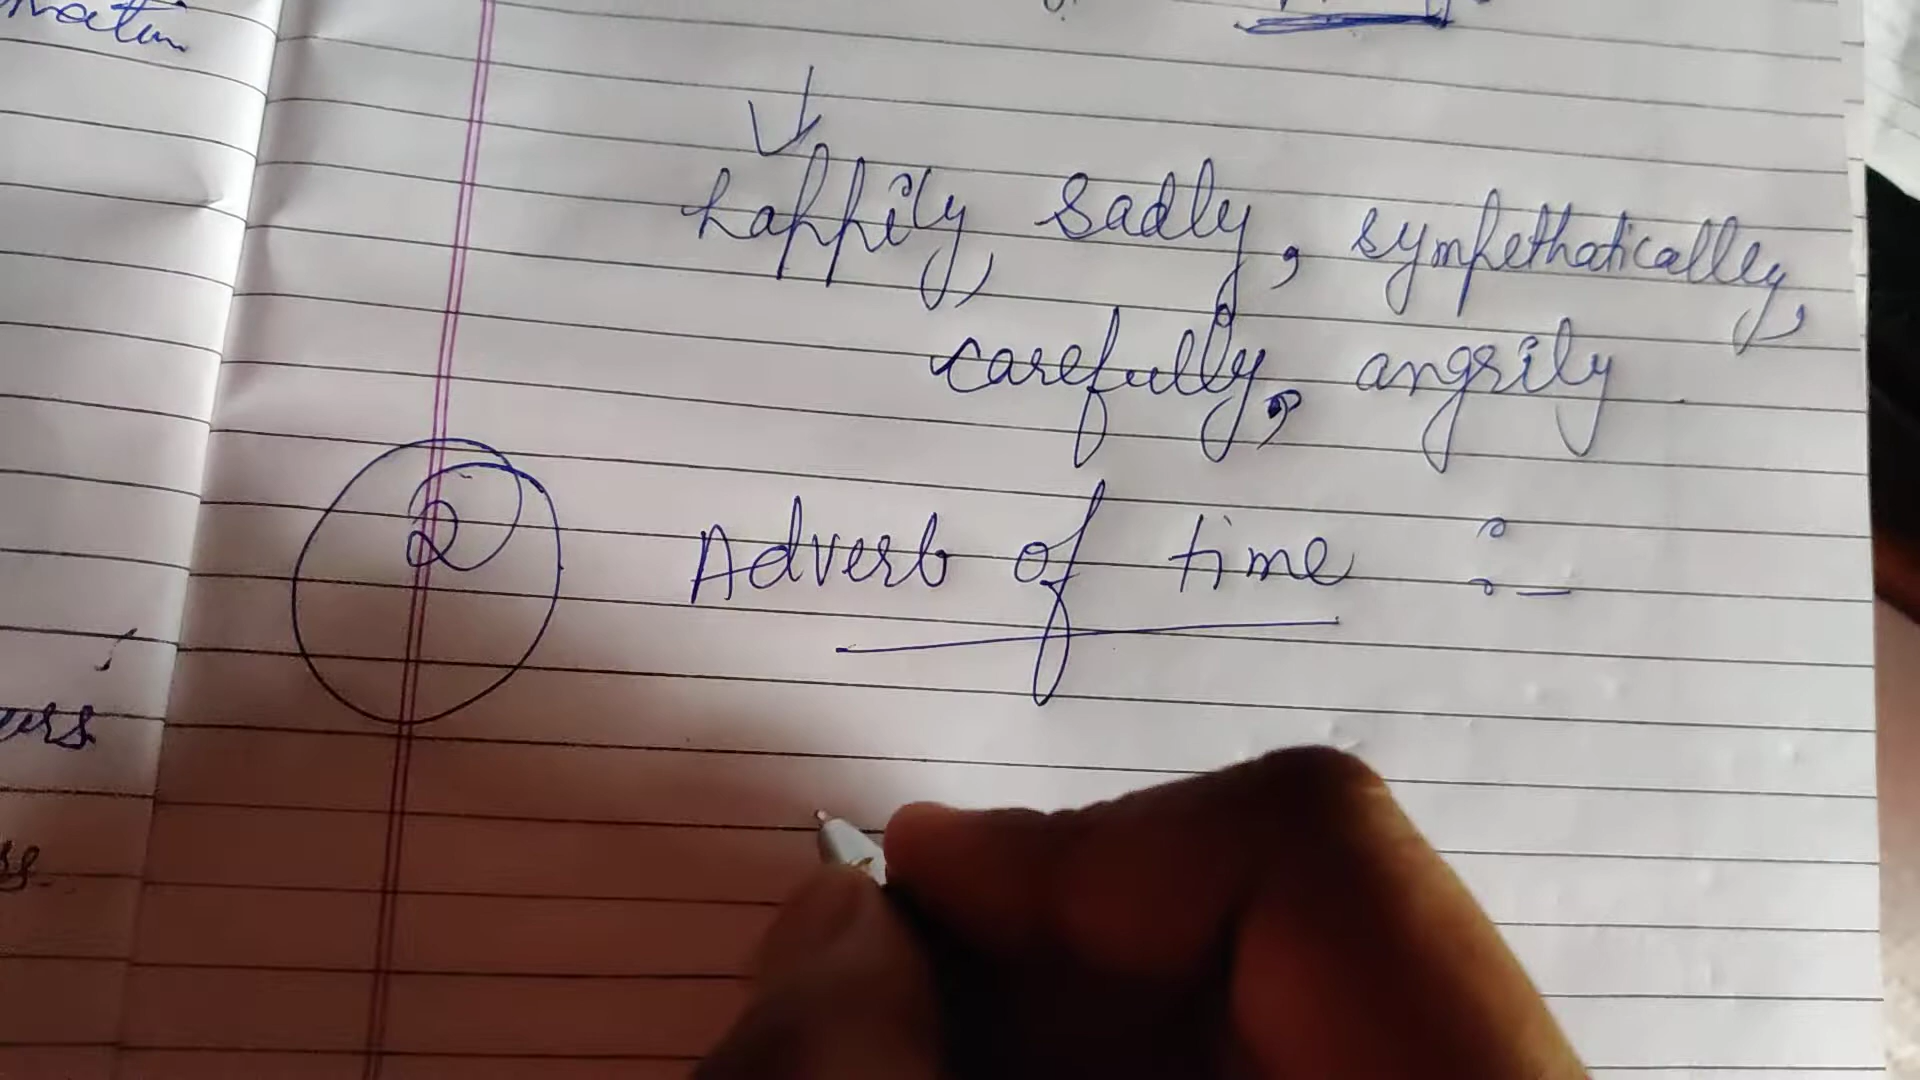 happily, sadly, sympethatically,
carefully, angrily
2 Adverb of time :-